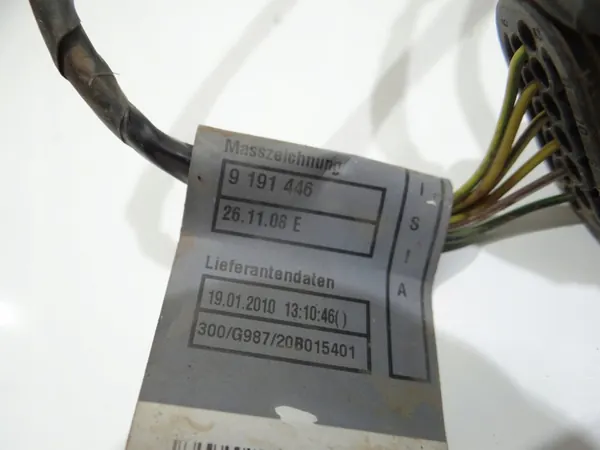 Masszeichnung
9 191 446
26.11.08 E
Lieferantendaten
19.01.2010 13:10:46()
300/G987/20B015401
I S I A